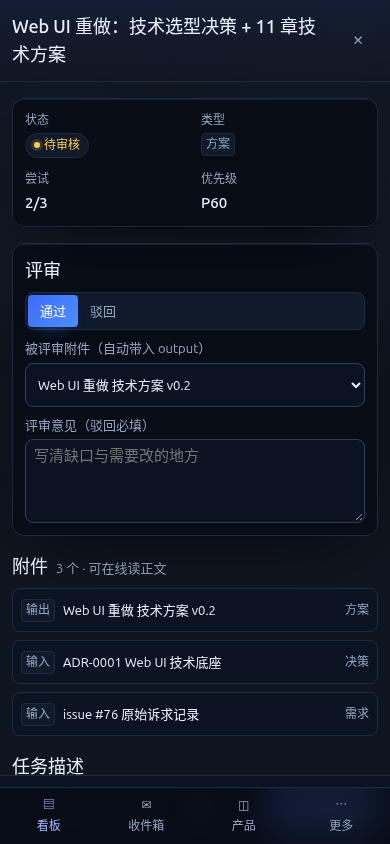 Web UI 重做：技术选型决策 + 11 章技
术方案
×
状态
类型
待审核
方案
尝试
优先级
2/3
P60
评审
通过
驳回
被评审附件（自动带入 output）
Web UI 重做 技术方案 v0.2
评审意见（驳回必填）
写清缺口与需要改的地方
附件 3 个 · 可在线读正文
输出 Web UI 重做 技术方案 v0.2 方案
输入 ADR-0001 Web UI 技术底座 决策
输入 issue #76 原始诉求记录 需求
任务描述
看板 收件箱 产品 更多